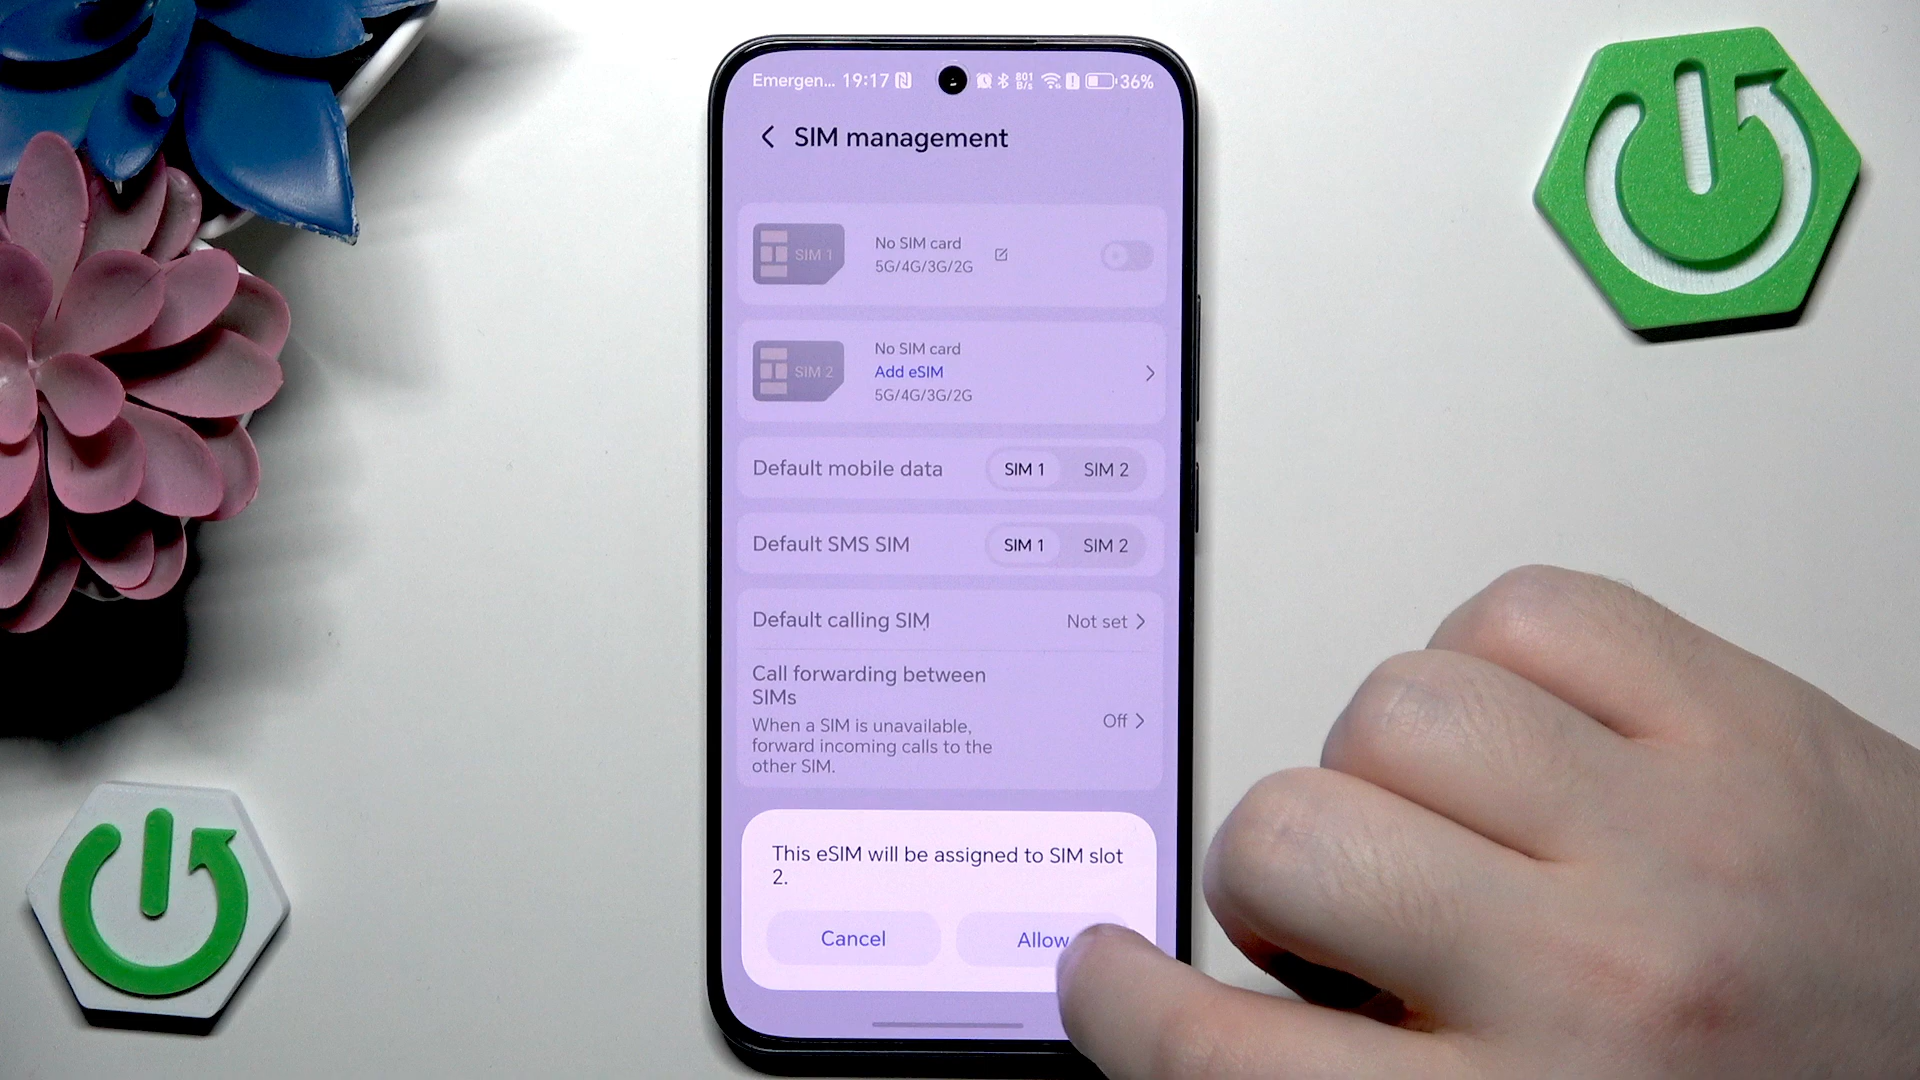 Emergen... 19:17 801 B/s 36%
SIM management
SIM 1
No SIM card
5G/4G/3G/2G
SIM 2
No SIM card
Add eSIM
5G/4G/3G/2G
Default mobile data SIM 1 SIM 2
Default SMS SIM SIM 1 SIM 2
Default calling SIM Not set
Call forwarding between
SIMs
When a SIM is unavailable,
forward incoming calls to the
other SIM.
Off
This eSIM will be assigned to SIM slot
2.
Cancel Allow